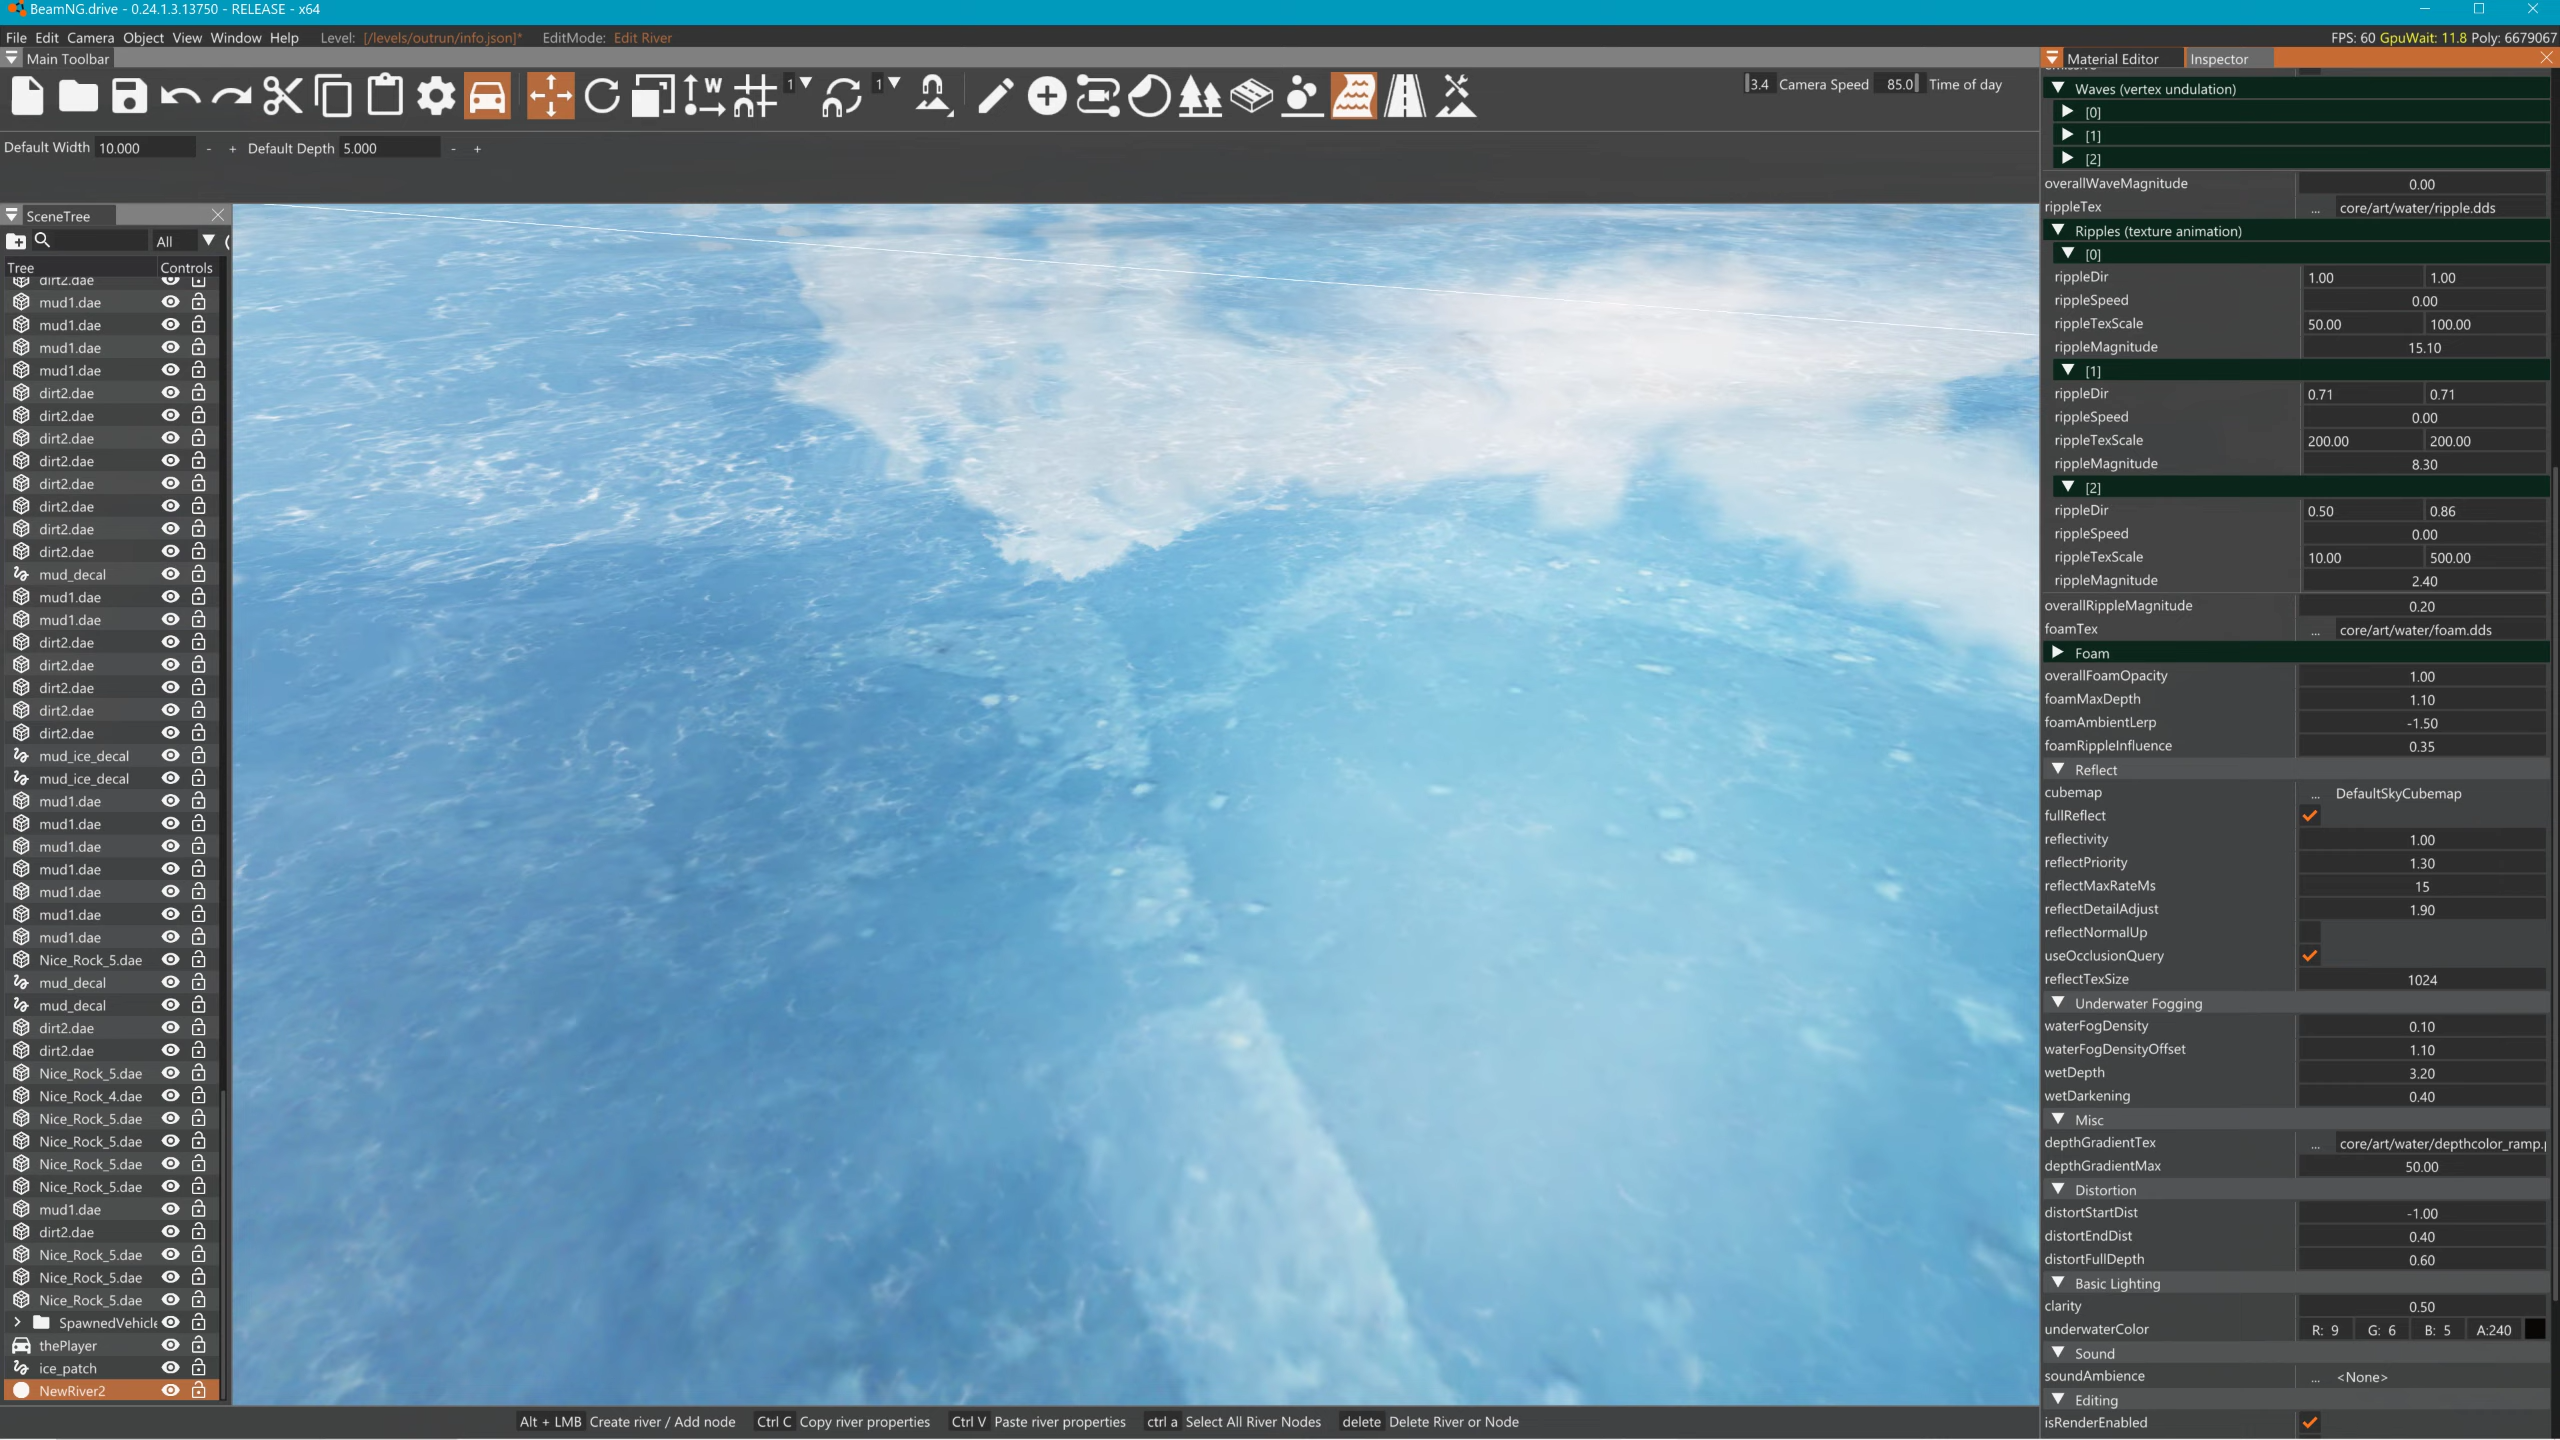 BeamNG.drive - 0.24.1.3.13750 - RELEASE - x64
File Edit Camera Object View Window Help Level: [/levels/outrun/info.json]* EditMode: Edit River
FPS: 60 GpuWait: 11.8 Poly: 6679067
Main Toolbar
W 1 1
3.4 Camera Speed 85.0 Time of day
Default Width 10.000 - + Default Depth 5.000 - +
SceneTree
All
Tree Controls
dirt2.dae
mud1.dae
mud1.dae
mud1.dae
mud1.dae
dirt2.dae
dirt2.dae
dirt2.dae
dirt2.dae
dirt2.dae
dirt2.dae
dirt2.dae
dirt2.dae
mud_decal
mud1.dae
mud1.dae
dirt2.dae
dirt2.dae
dirt2.dae
dirt2.dae
dirt2.dae
mud_ice_decal
mud_ice_decal
mud1.dae
mud1.dae
mud1.dae
mud1.dae
mud1.dae
mud1.dae
mud1.dae
Nice_Rock_5.dae
mud_decal
mud_decal
dirt2.dae
dirt2.dae
Nice_Rock_5.dae
Nice_Rock_4.dae
Nice_Rock_5.dae
Nice_Rock_5.dae
Nice_Rock_5.dae
Nice_Rock_5.dae
mud1.dae
dirt2.dae
Nice_Rock_5.dae
Nice_Rock_5.dae
Nice_Rock_5.dae
SpawnedVehicle
thePlayer
ice_patch
NewRiver2
Material Editor Inspector
Waves (vertex undulation)
[0]
[1]
[2]
overallWaveMagnitude 0.00
rippleTex ... core/art/water/ripple.dds
Ripples (texture animation)
[0]
rippleDir 1.00 1.00
rippleSpeed 0.00
rippleTexScale 50.00 100.00
rippleMagnitude 15.10
[1]
rippleDir 0.71 0.71
rippleSpeed 0.00
rippleTexScale 200.00 200.00
rippleMagnitude 8.30
[2]
rippleDir 0.50 0.86
rippleSpeed 0.00
rippleTexScale 10.00 500.00
rippleMagnitude 2.40
overallRippleMagnitude 0.20
foamTex ... core/art/water/foam.dds
Foam
overallFoamOpacity 1.00
foamMaxDepth 1.10
foamAmbientLerp -1.50
foamRippleInfluence 0.35
Reflect
cubemap ... DefaultSkyCubemap
fullReflect
reflectivity 1.00
reflectPriority 1.30
reflectMaxRateMs 15
reflectDetailAdjust 1.90
reflectNormalUp
useOcclusionQuery
reflectTexSize 1024
Underwater Fogging
waterFogDensity 0.10
waterFogDensityOffset 1.10
wetDepth 3.20
wetDarkening 0.40
Misc
depthGradientTex ... core/art/water/depthcolor_ramp.p
depthGradientMax 50.00
Distortion
distortStartDist -1.00
distortEndDist 0.40
distortFullDepth 0.60
Basic Lighting
clarity 0.50
underwaterColor R: 9 G: 6 B: 5 A:240
Sound
soundAmbience ... <None>
Editing
isRenderEnabled
Alt + LMB Create river / Add node Ctrl C Copy river properties Ctrl V Paste river properties ctrl a Select All River Nodes delete Delete River or Node